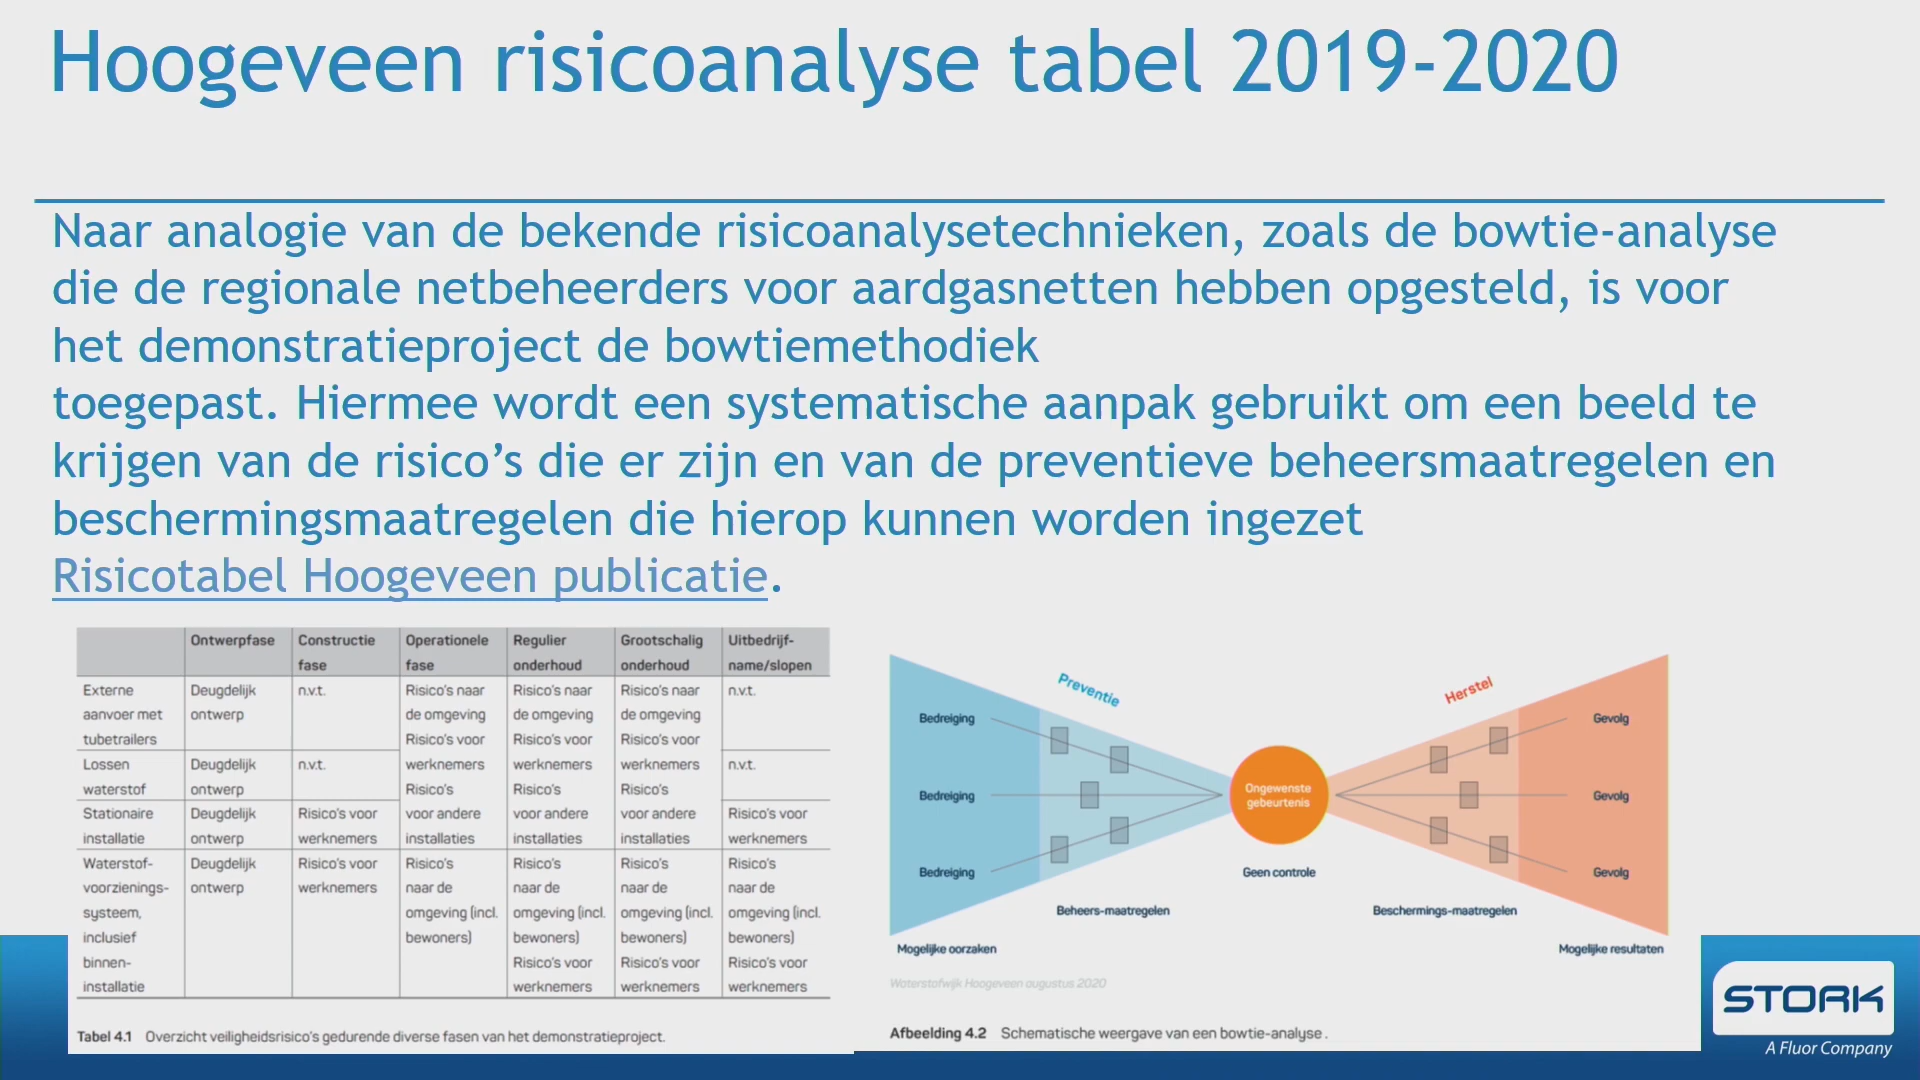 Hoogeveen risicoanalyse tabel 2019-2020
Naar analogie van de bekende risicoanalysetechnieken, zoals de bowtie-analyse
die de regionale netbeheerders voor aardgasnetten hebben opgesteld, is voor
het demonstratieproject de bowtiemethodiek
toegepast. Hiermee wordt een systematische aanpak gebruikt om een beeld te
krijgen van de risico’s die er zijn en van de preventieve beheersmaatregelen en
beschermingsmaatregelen die hierop kunnen worden ingezet
Risicotabel Hoogeveen publicatie.
Ontwerpfase Constructie Operationele Regulier Grootschalig Uitbedrijf-
fase fase onderhoud onderhoud name/slopen
Externe Deugdelijk n.v.t. Risico's naar Risico's naar Risico's naar n.v.t.
aanvoer met ontwerp de omgeving de omgeving de omgeving
tubetrailers Risico's voor Risico's voor Risico's voor
Lossen Deugdelijk n.v.t. werknemers werknemers werknemers n.v.t.
waterstof ontwerp Risico's Risico's Risico's
Stationaire Deugdelijk Risico's voor voor andere voor andere voor andere Risico's voor
installatie ontwerp werknemers installaties installaties installaties werknemers
Waterstof- Deugdelijk Risico's voor Risico's Risico's Risico's Risico's
voorzienings- ontwerp werknemers naar de naar de naar de naar de
systeem, omgeving (incl. omgeving (incl. omgeving (incl. omgeving (incl.
inclusief bewoners) bewoners) bewoners) bewoners)
binnen- Risico's voor Risico's voor Risico's voor
installatie werknemers werknemers werknemers
Tabel 4.1 Overzicht veiligheidsrisico's gedurende diverse fasen van het demonstratieproject.
Preventie
Herstel
Bedreiging
Gevolg
Bedreiging
Ongewenste
gebeurtenis
Gevolg
Bedreiging
Geen controle
Gevolg
Beheers-maatregelen
Beschermings-maatregelen
Mogelijke oorzaken
Mogelijke resultaten
Waterstofwijk Hoogeveen augustus 2020
Afbeelding 4.2 Schematische weergave van een bowtie-analyse .
STORK
A Fluor Company